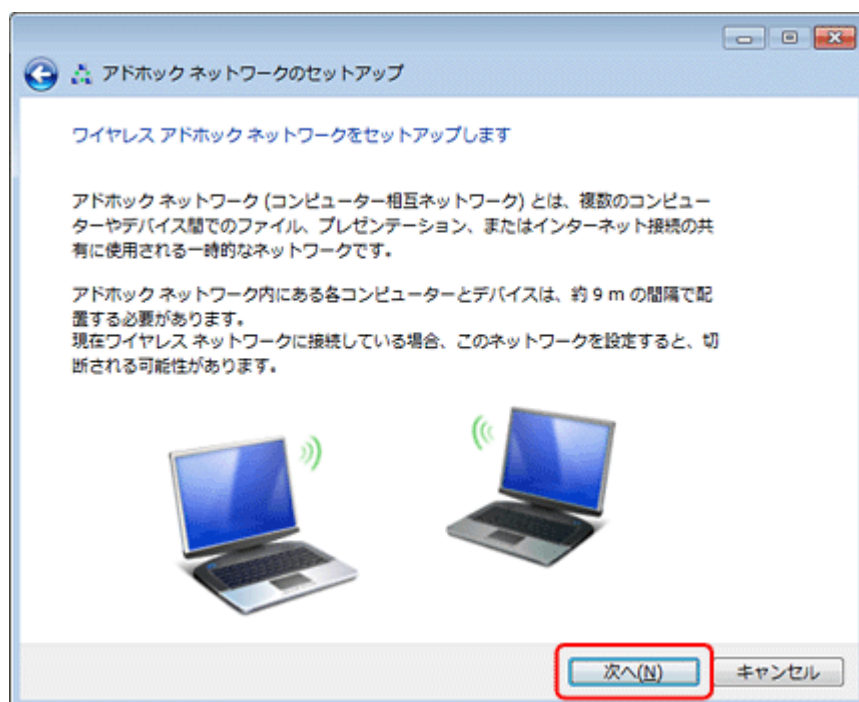 アドホック ネットワークのセットアップ
ワイヤレス アドホック ネットワークをセットアップします
アドホック ネットワーク (コンピューター相互ネットワーク) とは、複数のコンピュー
ターやデバイス間でのファイル、プレゼンテーション、またはインターネット接続の共
有に使用される一時的なネットワークです。
アドホック ネットワーク内にある各コンピューターとデバイスは、約 9 m の間隔で配
置する必要があります。
現在ワイヤレス ネットワークに接続している場合、このネットワークを設定すると、切
断される可能性があります。
次へ(N) キャンセル